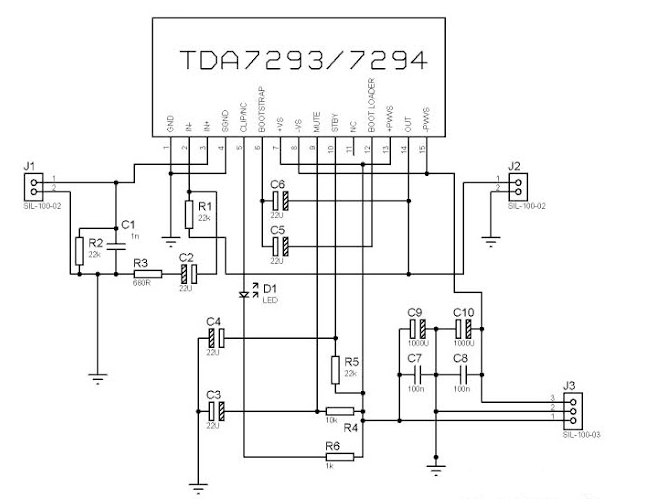 TDA7293/7294
GND
IN-
IN+
SGND
CLIP/NC
BOOTSTRAP
+VS
-VS
MUTE
STBY
NC
BOOT LOADER
+PWVS
OUT
-PWVS
1 2 3 4 5 6 7 8 9 10 11 12 13 14 15
J1
1
2
SIL-100-02
J2
1
2
SIL-100-02
C6
22U
R1
22k
C1
1n
R2
22k
C5
22U
R3
680R
C2
22U
D1
LED
C9
1000U
C10
1000U
C4
22U
R5
22k
C7
100n
C8
100n
J3
3
2
1
SIL-100-03
C3
22U
10k
R4
R6
1k